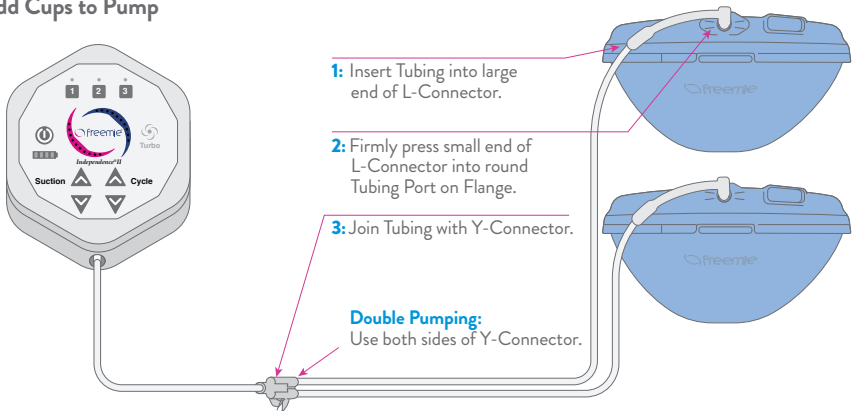 dd Cups to Pump
1 2 3
freemie
Turbo
Independence®II
Suction Cycle
1: Insert Tubing into large
end of L-Connector.
2: Firmly press small end of
L-Connector into round
Tubing Port on Flange.
3: Join Tubing with Y-Connector.
Double Pumping:
Use both sides of Y-Connector.
freemie
freemie